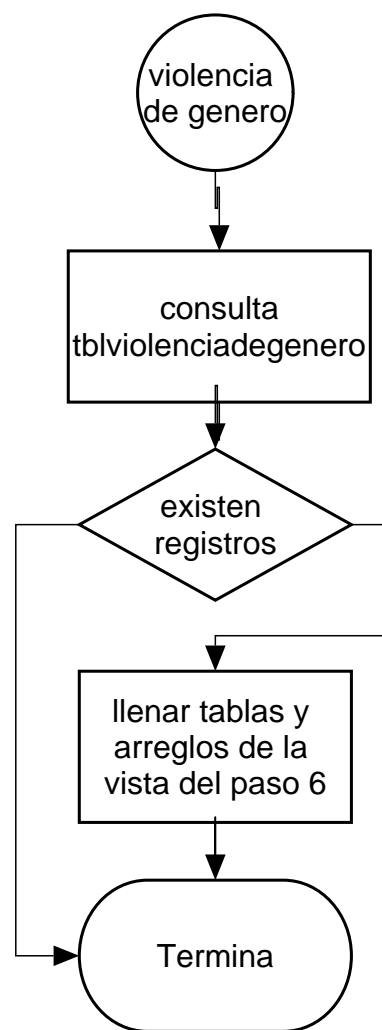 violencia
de genero
consulta
tblviolenciadegenero
existen
registros
llenar tablas y
arreglos de la
vista del paso 6
Termina